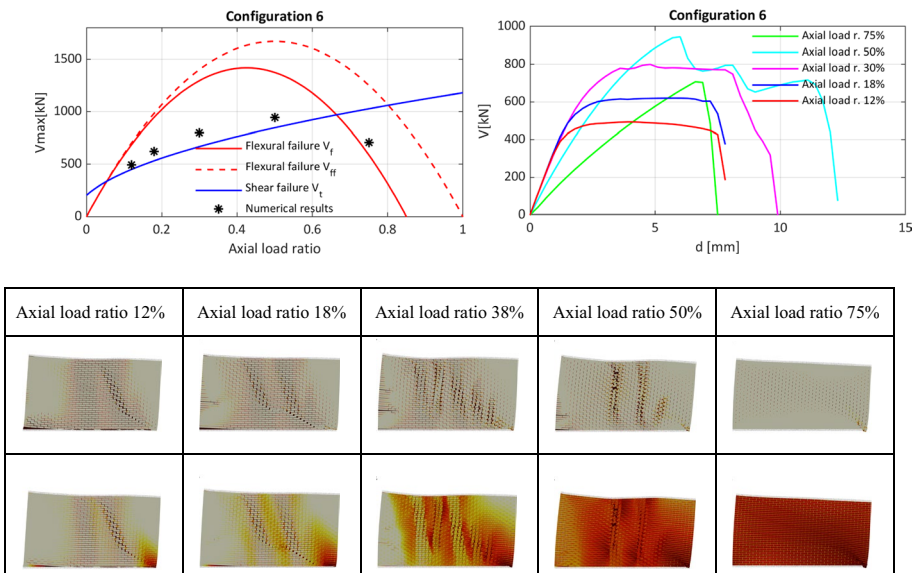 Configuration 6
1500
1000
500
0
Vmax[kN]
0
0.2
0.4
0.6
0.8
1
Axial load ratio
Flexural failure Vf
Flexural failure Vff
Shear failure Vt
Numerical results
Configuration 6
1000
800
600
400
200
0
V[kN]
0
5
10
15
d [mm]
Axial load r. 75%
Axial load r. 50%
Axial load r. 30%
Axial load r. 18%
Axial load r. 12%
Axial load ratio 12%
Axial load ratio 18%
Axial load ratio 38%
Axial load ratio 50%
Axial load ratio 75%